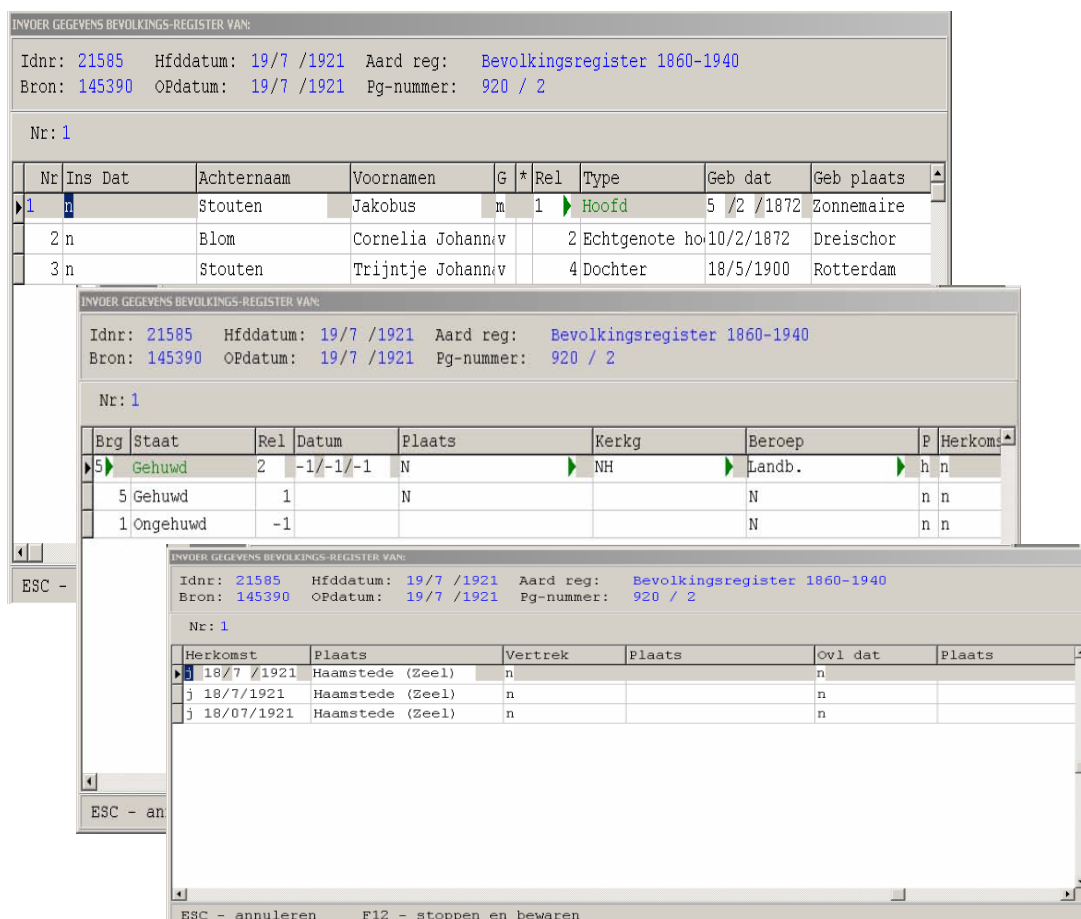 INVOER GEGEVENS BEVOLKINGS-REGISTER VAN:
Idnr: 21585 Hfddatum: 19/7 /1921 Aard reg: Bevolkingsregister 1860-1940
Bron: 145390 OPdatum: 19/7 /1921 Pg-nummer: 920 / 2
Nr: 1
Nr Ins Dat Achternaam Voornamen G * Rel Type Geb dat Geb plaats
1 n Stouten Jakobus m 1 Hoofd 5 /2 /1872 Zonnemaire
2 n Blom Cornelia Johann v 2 Echtgenote ho 10/2/1872 Dreischor
3 n Stouten Trijntje Johann v 4 Dochter 18/5/1900 Rotterdam
ESC -
INVOER GEGEVENS BEVOLKINGS-REGISTER VAN:
Idnr: 21585 Hfddatum: 19/7 /1921 Aard reg: Bevolkingsregister 1860-1940
Bron: 145390 OPdatum: 19/7 /1921 Pg-nummer: 920 / 2
Nr: 1
Brg Staat Rel Datum Plaats Kerkg Beroep P Herkoms
5 Gehuwd 2 -1/-1/-1 N NH Landb. h n
5 Gehuwd 1 N N n n
1 Ongehuwd -1 N n n
ESC - an
INVOER GEGEVENS BEVOLKINGS-REGISTER VAN:
Idnr: 21585 Hfddatum: 19/7 /1921 Aard reg: Bevolkingsregister 1860-1940
Bron: 145390 OPdatum: 19/7 /1921 Pg-nummer: 920 / 2
Nr: 1
Herkomst Plaats Vertrek Plaats Ovl dat Plaats
j 18/7 /1921 Haamstede (Zeel) n n
j 18/7/1921 Haamstede (Zeel) n n
j 18/07/1921 Haamstede (Zeel) n n
ESC - annuleren F12 - stoppen en bewaren